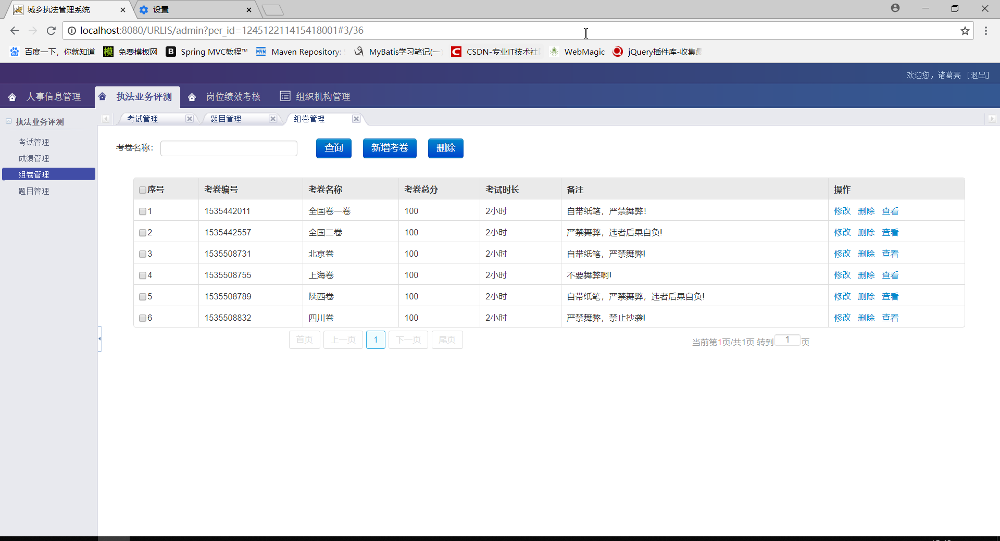 城乡执法管理系统 设置
localhost:8080/URLIS/admin?per_id=124512211415418001#3/36
百度一下，你就知道 模 免费模板网 B Spring MVC教程™ MVN Maven Repository: MyBatis学习笔记(一 C CSDN-专业IT技术社 WebMagic jQuery插件库-收集
欢迎您，诸葛亮 [退出]
人事信息管理 执法业务评测 岗位绩效考核 组织机构管理
执法业务评测
考试管理
成绩管理
组卷管理
题目管理
考试管理 题目管理 组卷管理
考卷名称： 查询 新增考卷 删除
序号 考卷编号 考卷名称 考卷总分 考试时长 备注 操作
1 1535442011 全国卷一卷 100 2小时 自带纸笔，严禁舞弊！ 修改 删除 查看
2 1535442557 全国二卷 100 2小时 严禁舞弊，违者后果自负! 修改 删除 查看
3 1535508731 北京卷 100 2小时 自带纸笔，严禁舞弊! 修改 删除 查看
4 1535508755 上海卷 100 2小时 不要舞弊啊! 修改 删除 查看
5 1535508789 陕西卷 100 2小时 自带纸笔，严禁舞弊，违者后果自负! 修改 删除 查看
6 1535508832 四川卷 100 2小时 严禁舞弊，禁止抄袭! 修改 删除 查看
首页 上一页 1 下一页 尾页 当前第1页/共1页 转到 1 页